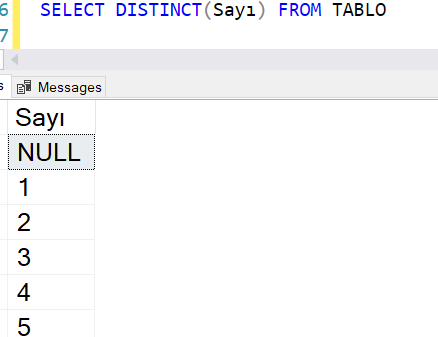 6 SELECT DISTINCT(Sayı) FROM TABLO
7
s Messages
Sayı
NULL
1
2
3
4
5